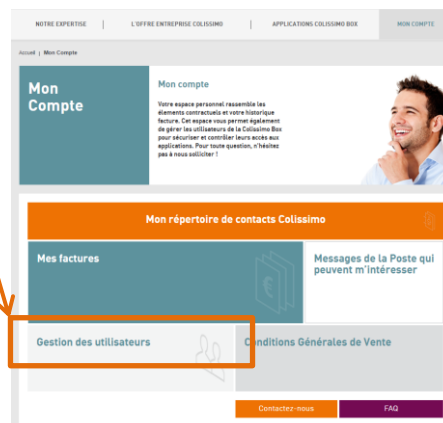 NOTRE EXPERTISE | L'OFFRE ENTREPRISE COLISSIMO | APPLICATIONS COLISSIMO BOX MON COMPTE
Accueil | Mon Compte
Mon
Compte
Mon compte
Votre espace personnel rassembla les
élements contractuels et votre historique
facture. Cet espace vous permet également
de gérer les utilisateurs de la Colissimo Box
pour sécuriser et contrôler leurs accès aux
applications. Pour toute question, n'hésitez
pas à nous solliciter !
Mon répertoire de contacts Colissimo
Mes factures
Messages de la Poste qui
peuvent m'intéresser
Gestion des utilisateurs
Conditions Générales de Vente
Contactez-nous
FAQ